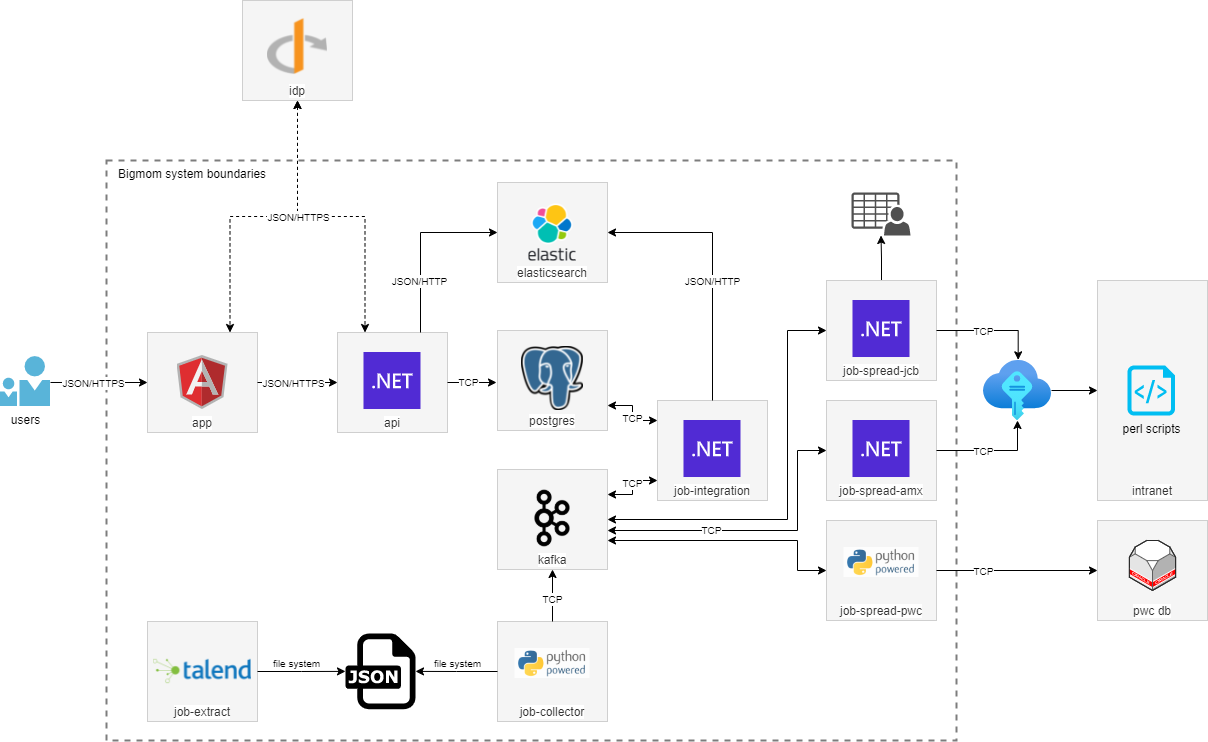 idp
Bigmom system boundaries
JSON/HTTPS
elastic
elasticsearch
JSON/HTTP
JSON/HTTP
.NET
job-spread-jcb
TCP
users
JSON/HTTPS
app
JSON/HTTPS
.NET
api
TCP
postgres
TCP
.NET
job-integration
TCP
kafka
TCP
.NET
job-spread-amx
TCP
perl scripts
intranet
python
powered
job-spread-pwc
TCP
ORACLE
ORACLE
pwc db
TCP
talend
job-extract
file system
JSON
file system
python
powered
job-collector